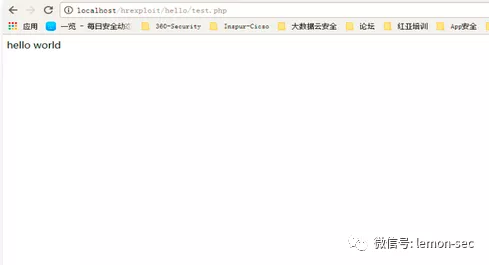 localhost/hrexploit/hello/test.php
应用 一览 - 每日安全动态 360-Security Inspur-Cisco 大数据云安全 论坛 红亚培训 App安全
hello world
微信号: lemon-sec